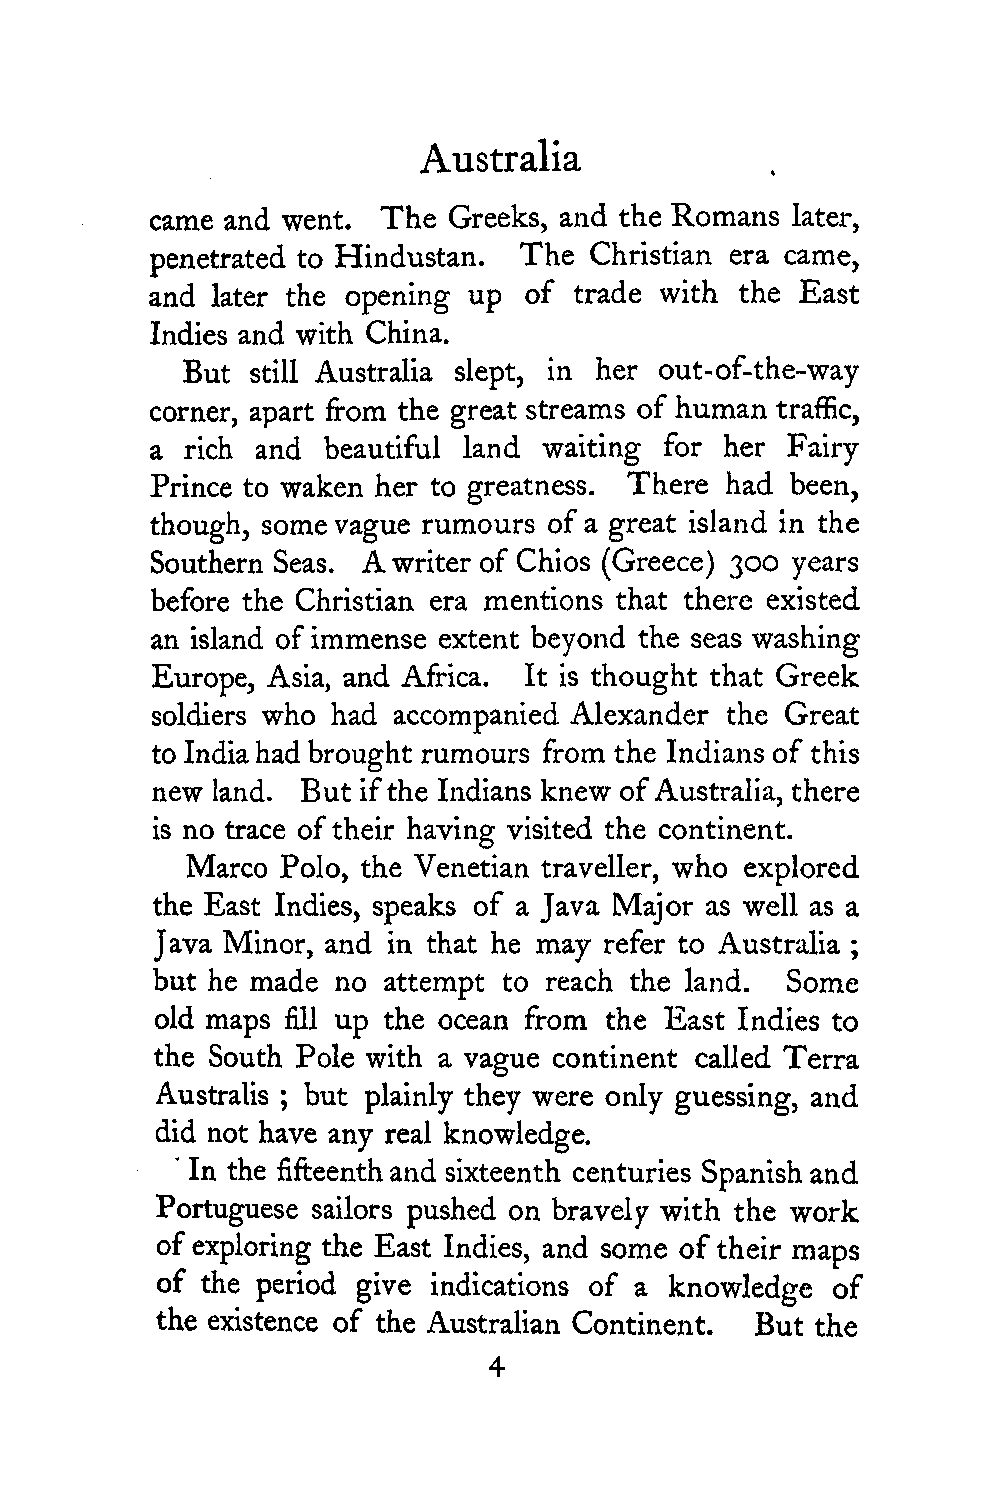 Australia
came and went. The Greeks, and the Romans later,
penetrated to Hindustan. The Christian era came,
and later the opening up of trade with the East
Indies and with China.
But still Australia slept, in her out-of-the-way
corner, apart from the great streams of human traffic,
a rich and beautiful land waiting for her Fairy
Prince to waken her to greatness. There had been,
though, some vague rumours of a great island in the
Southern Seas. A writer of Chios (Greece) 300 years
before the Christian era mentions that there existed
an island of immense extent beyond the seas washing
Europe, Asia, and Africa. It is thought that Greek
soldiers who had accompanied Alexander the Great
to India had brought rumours from the Indians of this
new land. But if the Indians knew of Australia, there
is no trace of their having visited the continent.
Marco Polo, the Venetian traveller, who explored
the East Indies, speaks of a Java Major as well as a
Java Minor, and in that he may refer to Australia ;
but he made no attempt to reach the land. Some
old maps fill up the ocean from the East Indies to
the South Pole with a vague continent called Terra
Australis ; but plainly they were only guessing, and
did not have any real knowledge.
In the fifteenth and sixteenth centuries Spanish and
Portuguese sailors pushed on bravely with the work
of exploring the East Indies, and some of their maps
of the period give indications of a knowledge of
the existence of the Australian Continent. But the
4